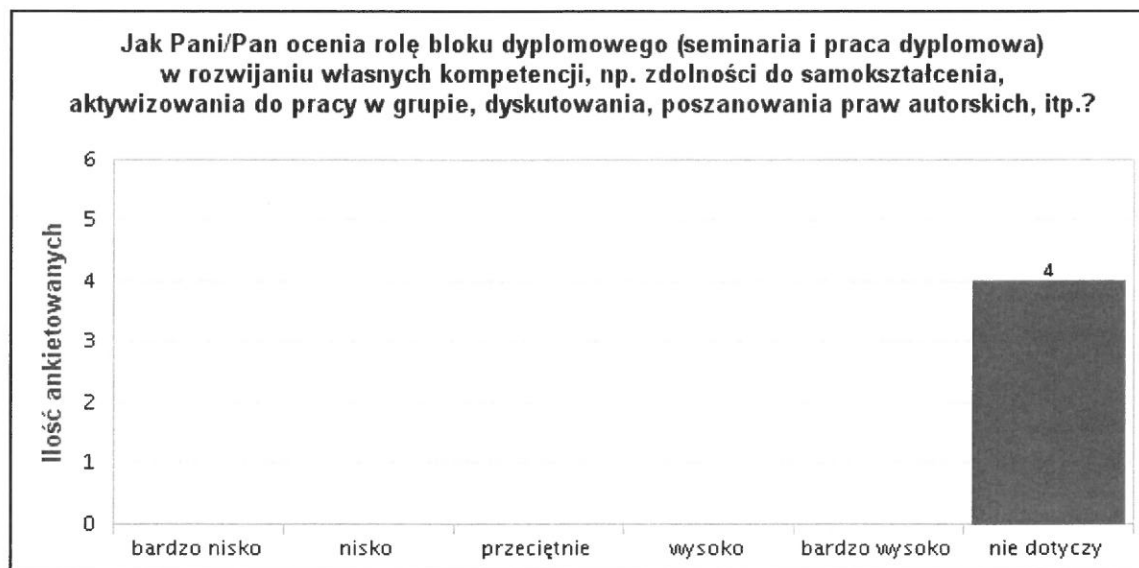 Jak Pani/Pan ocenia rolę bloku dyplomowego (seminaria i praca dyplomowa)
w rozwijaniu własnych kompetencji, np. zdolności do samokształcenia,
aktywizowania do pracy w grupie, dyskutowania, poszanowania praw autorskich, itp.?
Ilość ankietowanych
6
5
4
3
2
1
0
4
bardzo nisko nisko przeciętnie wysoko bardzo wysoko nie dotyczy